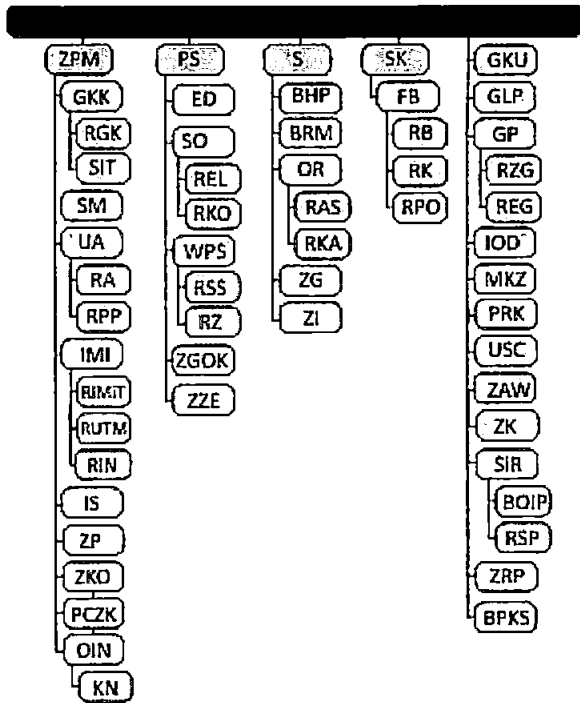 ZPM
GKK
RGK
SIT
SM
UA
RA
RPP
IMI
RIMiT
RUTM
RIN
IS
ZP
ZKO
PCZK
OIN
KN
PS
ED
SO
REL
RKO
WPS
RSS
RZ
ZGOK
ZZE
S
BHP
BRM
OR
RAS
RKA
ZG
ZI
SK
FB
RB
RK
RPO
GKU
GLP
GP
RZG
REG
IOD
MKZ
PRK
USC
ZAW
ZK
SIR
BOIP
RSP
ZRP
BPKS